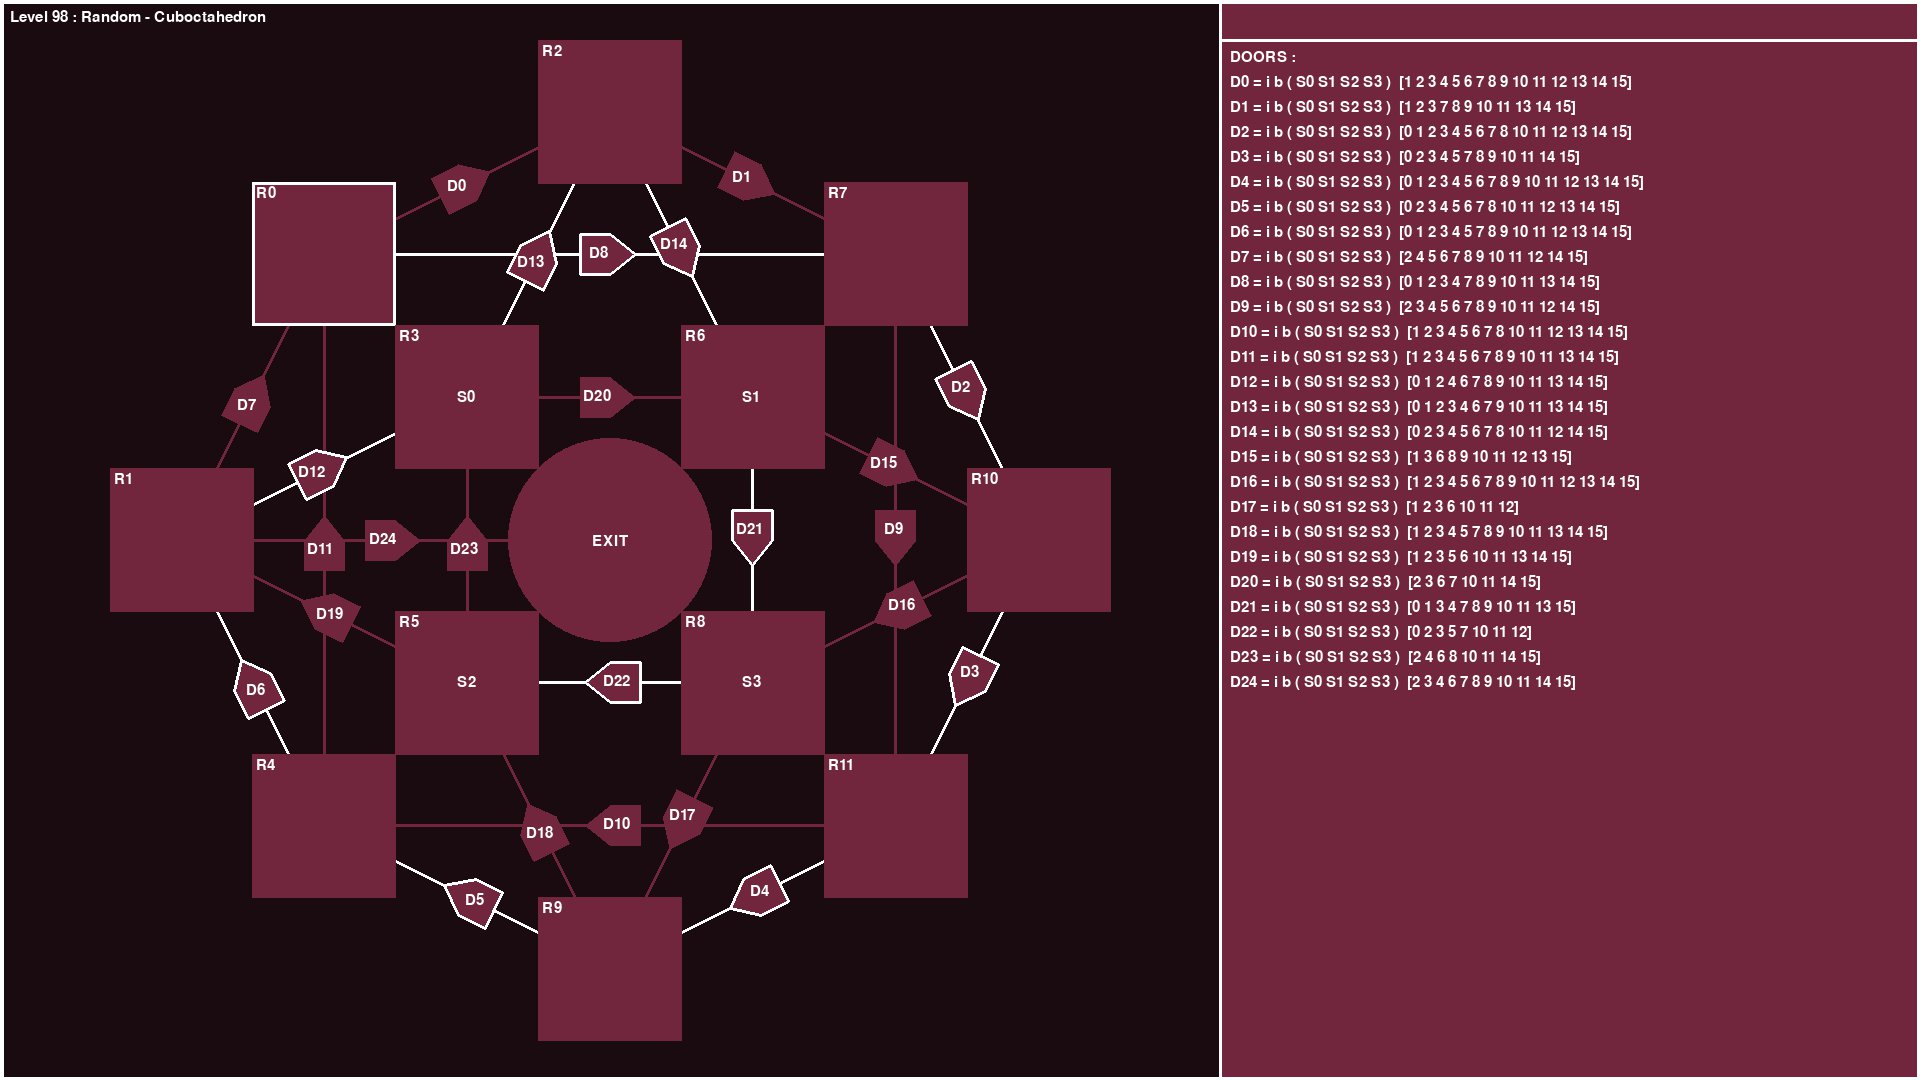 Level 98 : Random - Cuboctahedron
R2
D0
D1
R0
R7
D13
D8
D14
R3
R6
D7
S0
D20
S1
D2
D12
D15
R1
R10
D11
D24
D23
EXIT
D21
D9
D19
D16
R5
R8
D6
S2
D22
S3
D3
R4
R11
D18
D10
D17
D5
D4
R9
DOORS :
D0 = i b ( S0 S1 S2 S3 ) [1 2 3 4 5 6 7 8 9 10 11 12 13 14 15]
D1 = i b ( S0 S1 S2 S3 ) [1 2 3 7 8 9 10 11 13 14 15]
D2 = i b ( S0 S1 S2 S3 ) [0 1 2 3 4 5 6 7 8 10 11 12 13 14 15]
D3 = i b ( S0 S1 S2 S3 ) [0 2 3 4 5 7 8 9 10 11 14 15]
D4 = i b ( S0 S1 S2 S3 ) [0 1 2 3 4 5 6 7 8 9 10 11 12 13 14 15]
D5 = i b ( S0 S1 S2 S3 ) [0 2 3 4 5 6 7 8 10 11 12 13 14 15]
D6 = i b ( S0 S1 S2 S3 ) [0 1 2 3 4 5 6 7 8 9 10 11 12 13 14 15]
D7 = i b ( S0 S1 S2 S3 ) [2 4 5 6 7 8 9 10 11 12 14 15]
D8 = i b ( S0 S1 S2 S3 ) [0 1 2 3 4 7 8 9 10 11 13 14 15]
D9 = i b ( S0 S1 S2 S3 ) [2 3 4 5 6 7 8 9 10 11 12 14 15]
D10 = i b ( S0 S1 S2 S3 ) [1 2 3 4 5 6 7 8 10 11 12 13 14 15]
D11 = i b ( S0 S1 S2 S3 ) [1 2 3 4 5 6 7 8 9 10 11 13 14 15]
D12 = i b ( S0 S1 S2 S3 ) [0 1 2 4 6 7 8 9 10 11 13 14 15]
D13 = i b ( S0 S1 S2 S3 ) [0 1 2 3 4 6 7 9 10 11 13 14 15]
D14 = i b ( S0 S1 S2 S3 ) [0 2 3 4 5 6 7 8 10 11 12 14 15]
D15 = i b ( S0 S1 S2 S3 ) [1 3 6 8 9 10 11 12 13 15]
D16 = i b ( S0 S1 S2 S3 ) [1 2 3 4 5 6 7 8 9 10 11 12 13 14 15]
D17 = i b ( S0 S1 S2 S3 ) [1 2 3 6 10 11 12]
D18 = i b ( S0 S1 S2 S3 ) [1 2 3 4 5 7 8 9 10 11 13 14 15]
D19 = i b ( S0 S1 S2 S3 ) [1 2 3 5 6 10 11 13 14 15]
D20 = i b ( S0 S1 S2 S3 ) [2 3 6 7 10 11 14 15]
D21 = i b ( S0 S1 S2 S3 ) [0 1 3 4 7 8 9 10 11 13 15]
D22 = i b ( S0 S1 S2 S3 ) [0 2 3 5 7 10 11 12]
D23 = i b ( S0 S1 S2 S3 ) [2 4 6 8 10 11 14 15]
D24 = i b ( S0 S1 S2 S3 ) [2 3 4 6 7 8 9 10 11 14 15]